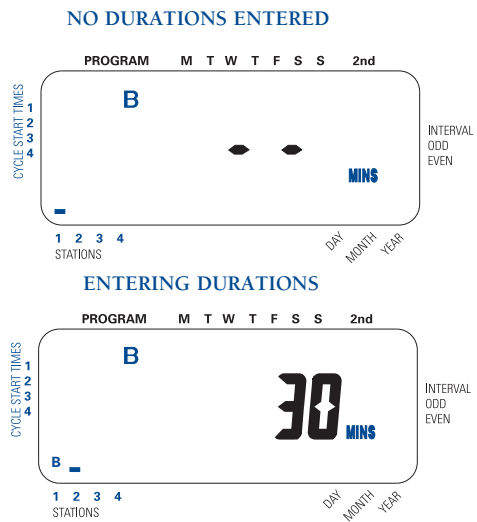 NO DURATIONS ENTERED
PROGRAM M T W T F S S 2nd
CYCLE START TIMES
1
2
3
4
B
- -
MINS
INTERVAL
ODD
EVEN
1 2 3 4
STATIONS
DAY MONTH YEAR
ENTERING DURATIONS
PROGRAM M T W T F S S 2nd
CYCLE START TIMES
1
2
3
4
B
30 MINS
INTERVAL
ODD
EVEN
B
1 2 3 4
STATIONS
DAY MONTH YEAR